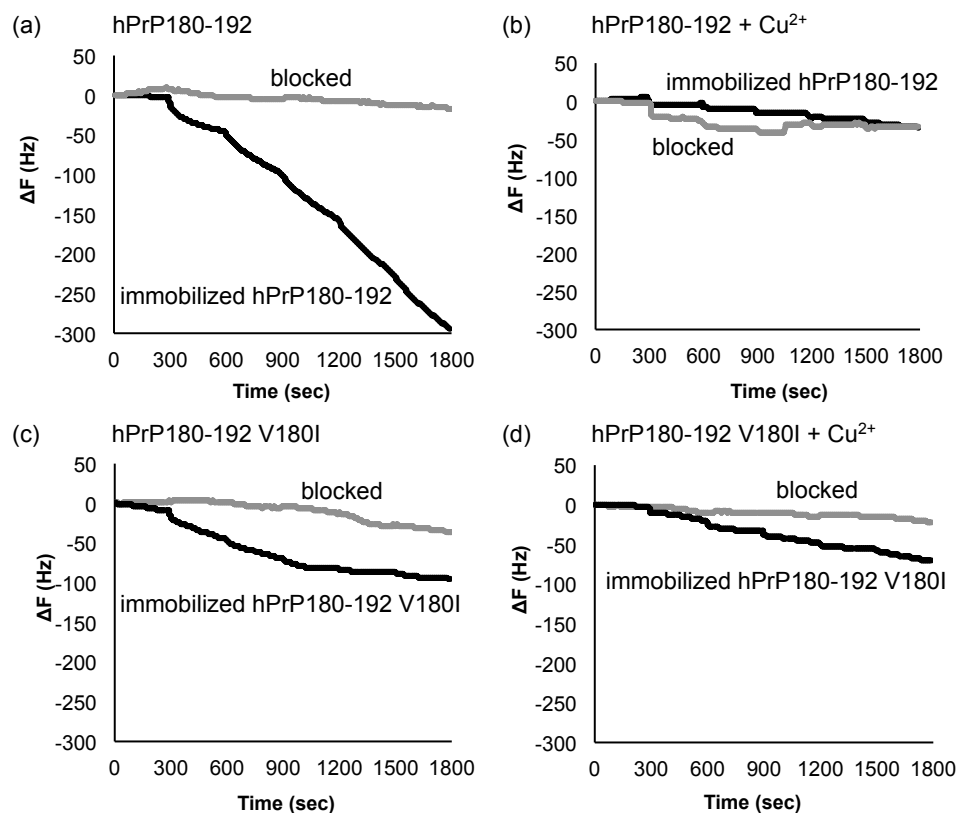 (a) hPrP180-192
50
0
-50
-100
-150
-200
-250
-300
ΔF (Hz)
blocked
immobilized hPrP180-192
0 300 600 900 1200 1500 1800
Time (sec)
(b) hPrP180-192 + Cu²⁺
50
0
-50
-100
-150
-200
-250
-300
ΔF (Hz)
immobilized hPrP180-192
blocked
0 300 600 900 1200 1500 1800
Time (sec)
(c) hPrP180-192 V180I
50
0
-50
-100
-150
-200
-250
-300
ΔF (Hz)
blocked
immobilized hPrP180-192 V180I
0 300 600 900 1200 1500 1800
Time (sec)
(d) hPrP180-192 V180I + Cu²⁺
50
0
-50
-100
-150
-200
-250
-300
ΔF (Hz)
blocked
immobilized hPrP180-192 V180I
0 300 600 900 1200 1500 1800
Time (sec)